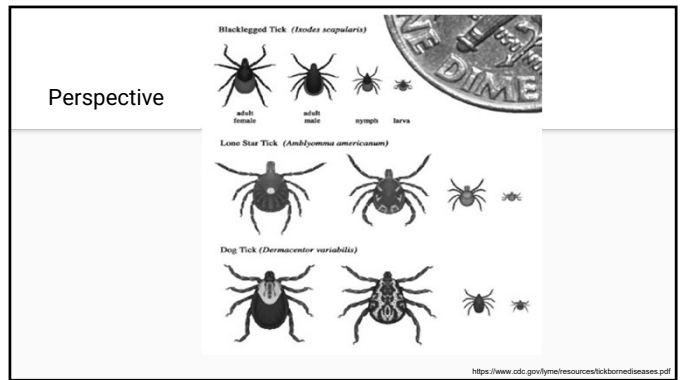 Perspective
Blacklegged Tick (Ixodes scapularis)
NE DIME
adult female
adult male
nymph
larva
Lone Star Tick (Amblyomma americanum)
Dog Tick (Dermacentor variabilis)
https://www.cdc.gov/lyme/resources/tickbornediseases.pdf